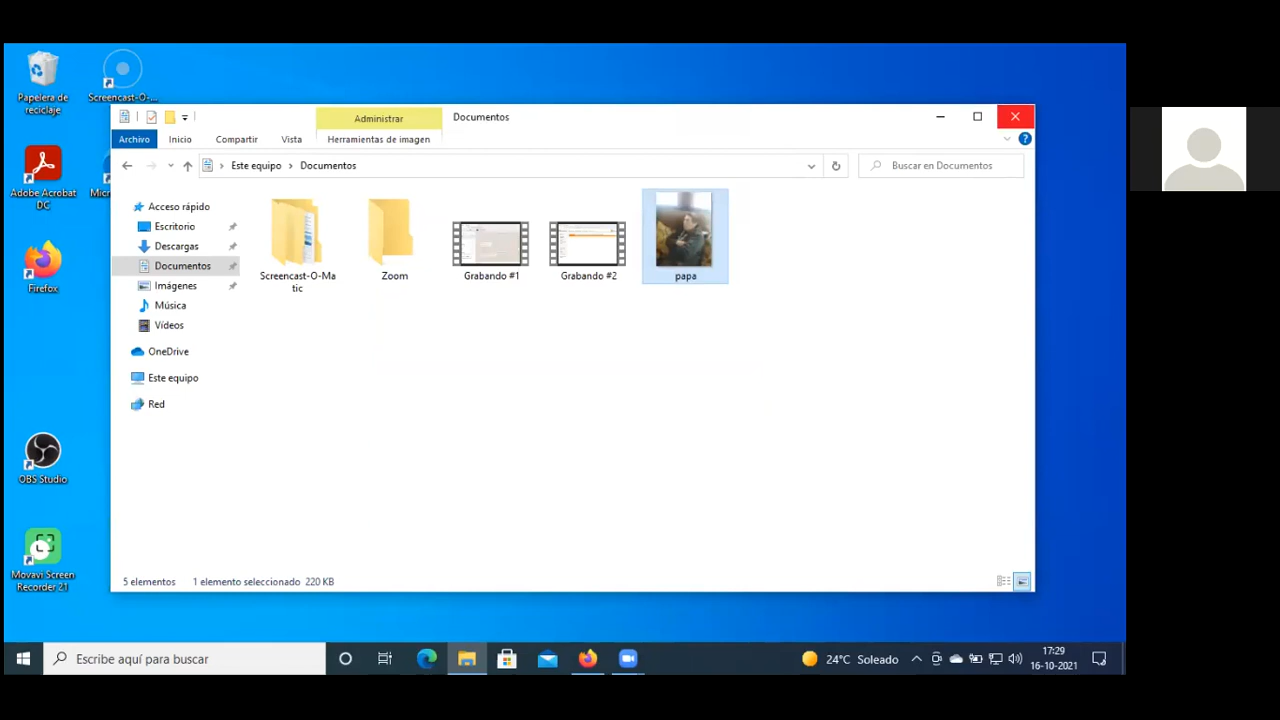 Papelera de
reciclaje
Screencast-O-...
Adobe Acrobat
DC
Micr
Firefox
OBS Studio
Movavi Screen
Recorder 21
Administrar
Documentos
Archivo
Inicio
Compartir
Vista
Herramientas de imagen
Este equipo
Documentos
Buscar en Documentos
Acceso rápido
Escritorio
Descargas
Documentos
Imágenes
Música
Vídeos
OneDrive
Este equipo
Red
Screencast-O-Ma
tic
Zoom
Grabando #1
Grabando #2
papa
5 elementos
1 elemento seleccionado 220 KB
Escribe aquí para buscar
24°C Soleado
17:29
16-10-2021